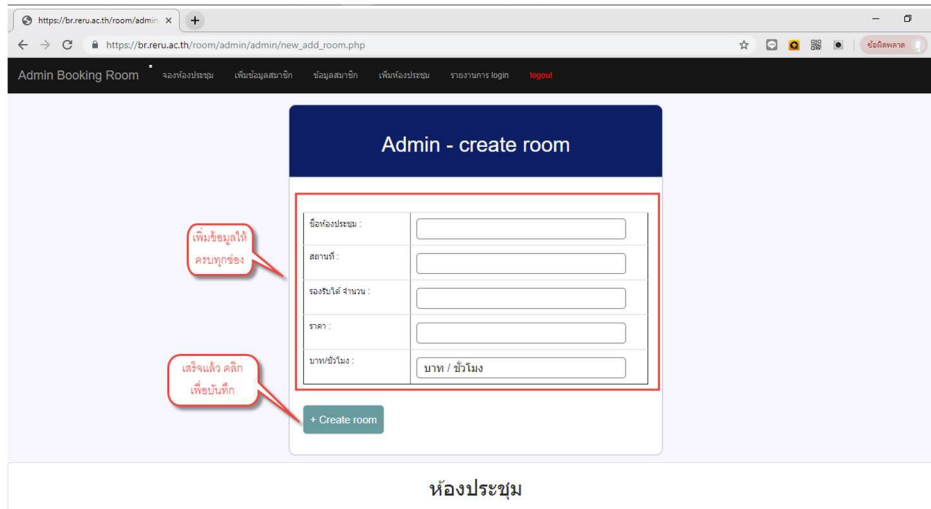 https://br.reru.ac.th/room/admin
https://br.reru.ac.th/room/admin/admin/new_add_room.php
ข้อผิดพลาด
Admin Booking Room จองห้องประชุม เพิ่มข้อมูลสมาชิก ข้อมูลสมาชิก เพิ่มห้องประชุม รายงานการ login logout
Admin - create room
เพิ่มข้อมูลให้
ครบทุกช่อง
ชื่อห้องประชุม :
สถานที่ :
รองรับได้ จำนวน :
ราคา :
บาท/ชั่วโมง :
บาท / ชั่วโมง
เสร็จแล้ว คลิก
เพื่อบันทึก
+ Create room
ห้องประชุม